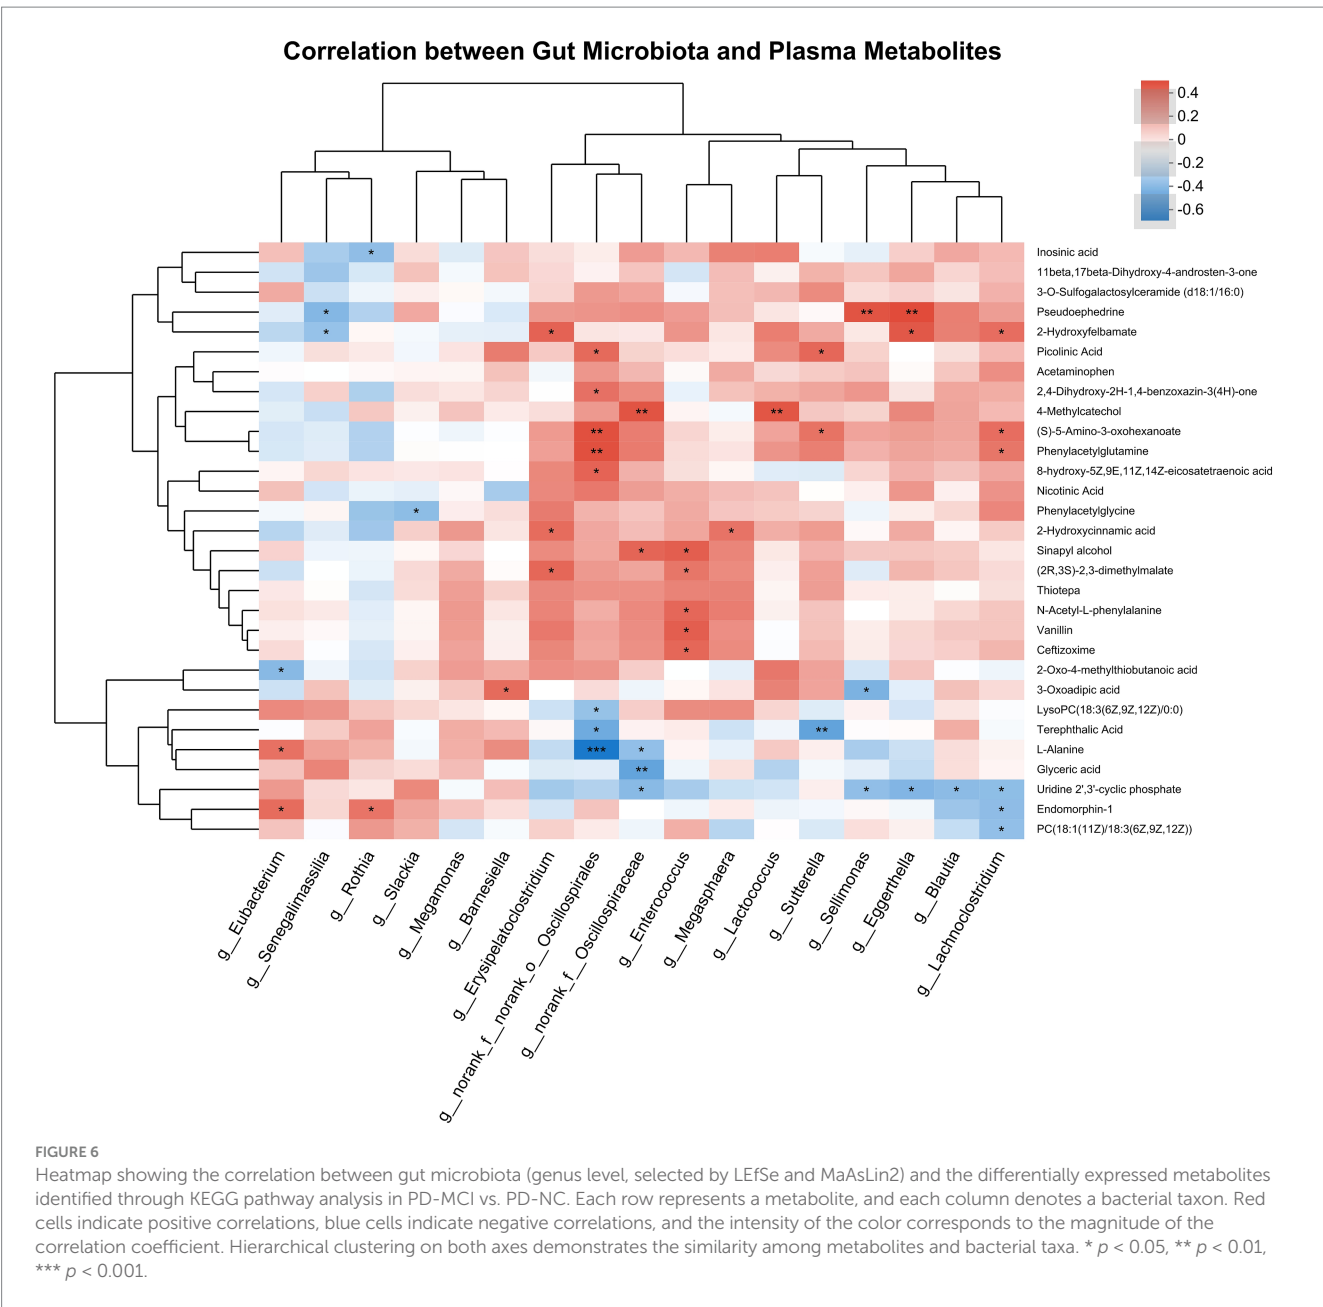 Correlation between Gut Microbiota and Plasma Metabolites
0.4
0.2
0
-0.2
-0.4
-0.6
* Inosinic acid
11beta,17beta-Dihydroxy-4-androsten-3-one
3-O-Sulfogalactosylceramide (d18:1/16:0)
* ** ** Pseudoephedrine
* * * * 2-Hydroxyfelbamate
* * Picolinic Acid
Acetaminophen
* 2,4-Dihydroxy-2H-1,4-benzoxazin-3(4H)-one
** ** 4-Methylcatechol
** * * (S)-5-Amino-3-oxohexanoate
** * Phenylacetylglutamine
* 8-hydroxy-5Z,9E,11Z,14Z-eicosatetraenoic acid
Nicotinic Acid
* Phenylacetylglycine
* * 2-Hydroxycinnamic acid
* * Sinapyl alcohol
* * (2R,3S)-2,3-dimethylmalate
Thiotepa
* N-Acetyl-L-phenylalanine
* Vanillin
* Ceftizoxime
* 2-Oxo-4-methylthiobutanoic acid
* * 3-Oxoadipic acid
* LysoPC(18:3(6Z,9Z,12Z)/0:0)
* ** Terephthalic Acid
* *** * L-Alanine
** Glyceric acid
* * * * * Uridine 2',3'-cyclic phosphate
* * * Endomorphin-1
* PC(18:1(11Z)/18:3(6Z,9Z,12Z))
g__Eubacterium
g__Senegalimassilia
g__Rothia
g__Slackia
g__Megamonas
g__Barnesiella
g__Erysipelatoclostridium
g__norank_f__norank_o__Oscillospirales
g__norank_f__Oscillospiraceae
g__Enterococcus
g__Megasphaera
g__Lactococcus
g__Sutterella
g__Sellimonas
g__Eggerthella
g__Blautia
g__Lachnoclostridium
FIGURE 6
Heatmap showing the correlation between gut microbiota (genus level, selected by LEfSe and MaAsLin2) and the differentially expressed metabolites
identified through KEGG pathway analysis in PD-MCI vs. PD-NC. Each row represents a metabolite, and each column denotes a bacterial taxon. Red
cells indicate positive correlations, blue cells indicate negative correlations, and the intensity of the color corresponds to the magnitude of the
correlation coefficient. Hierarchical clustering on both axes demonstrates the similarity among metabolites and bacterial taxa. * p < 0.05, ** p < 0.01,
*** p < 0.001.